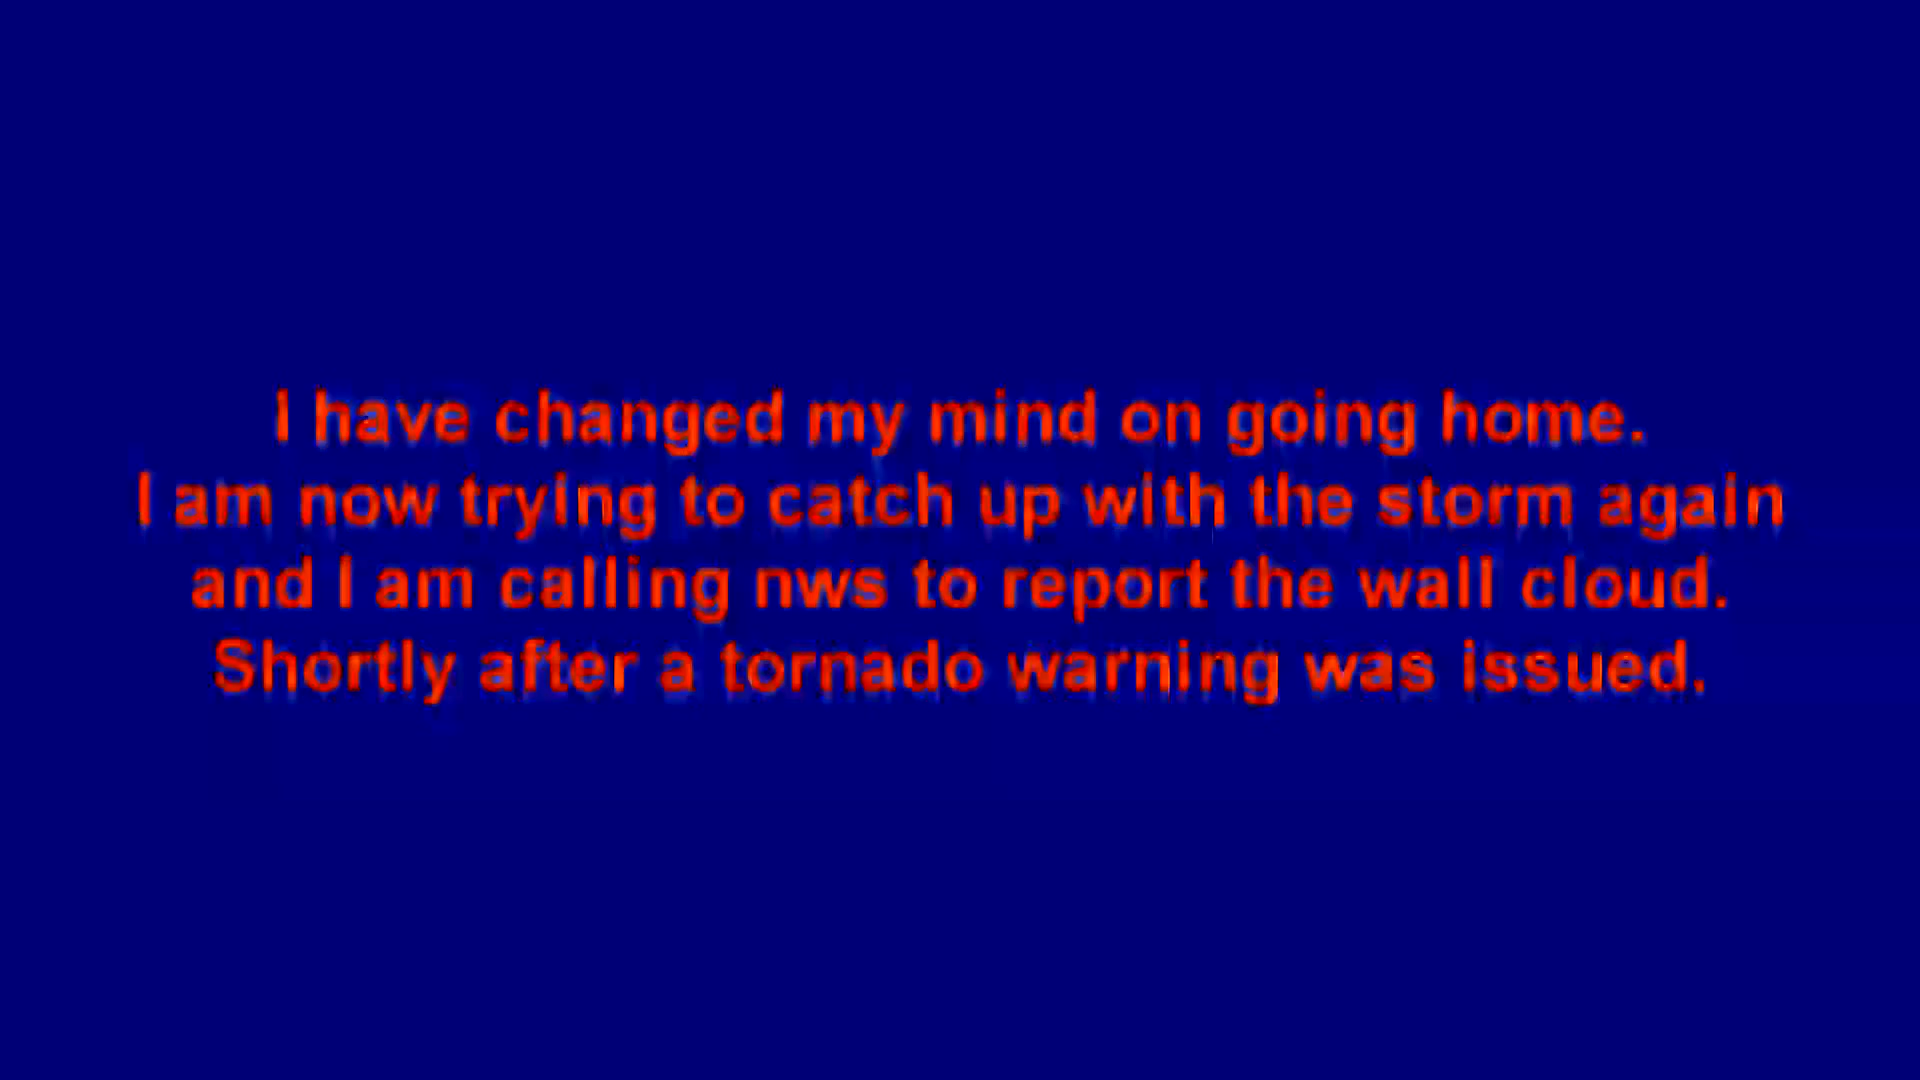 I have changed my mind on going home.
I am now trying to catch up with the storm again
and I am calling nws to report the wall cloud.
Shortly after a tornado warning was issued.